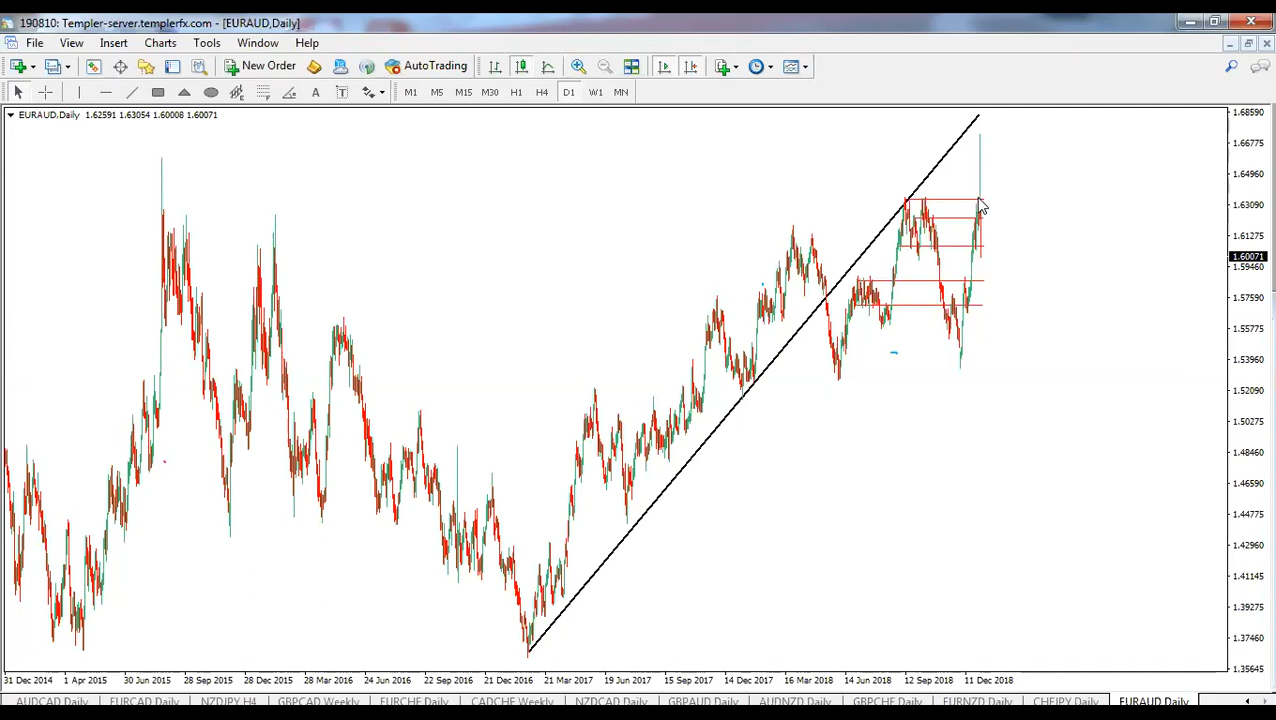 190810: Templer-server.templerfx.com - [EURAUD,Daily]
File View Insert Charts Tools Window Help
New Order AutoTrading
A T M1 M5 M15 M30 H1 H4 D1 W1 MN
EURAUD,Daily 1.62591 1.63054 1.60008 1.60071
1.68590
1.66775
1.64960
1.63090
1.61275
1.60071
1.59460
1.57590
1.55775
1.53960
1.52090
1.50275
1.48460
1.46590
1.44775
1.42960
1.41145
1.39275
1.37460
1.35645
31 Dec 2014 1 Apr 2015 30 Jun 2015 28 Sep 2015 28 Dec 2015 28 Mar 2016 24 Jun 2016 22 Sep 2016 21 Dec 2016 21 Mar 2017 19 Jun 2017 15 Sep 2017 14 Dec 2017 16 Mar 2018 14 Jun 2018 12 Sep 2018 11 Dec 2018
AUDCAD,Daily EURCAD,Daily NZDJPY,H4 GBPCAD,Weekly EURCHF,Daily CADCHF,Weekly NZDCAD,Daily GBPAUD,Daily AUDNZD,Daily GBPCHF,Daily EURNZD,Daily CHFJPY,Daily EURAUD,Daily